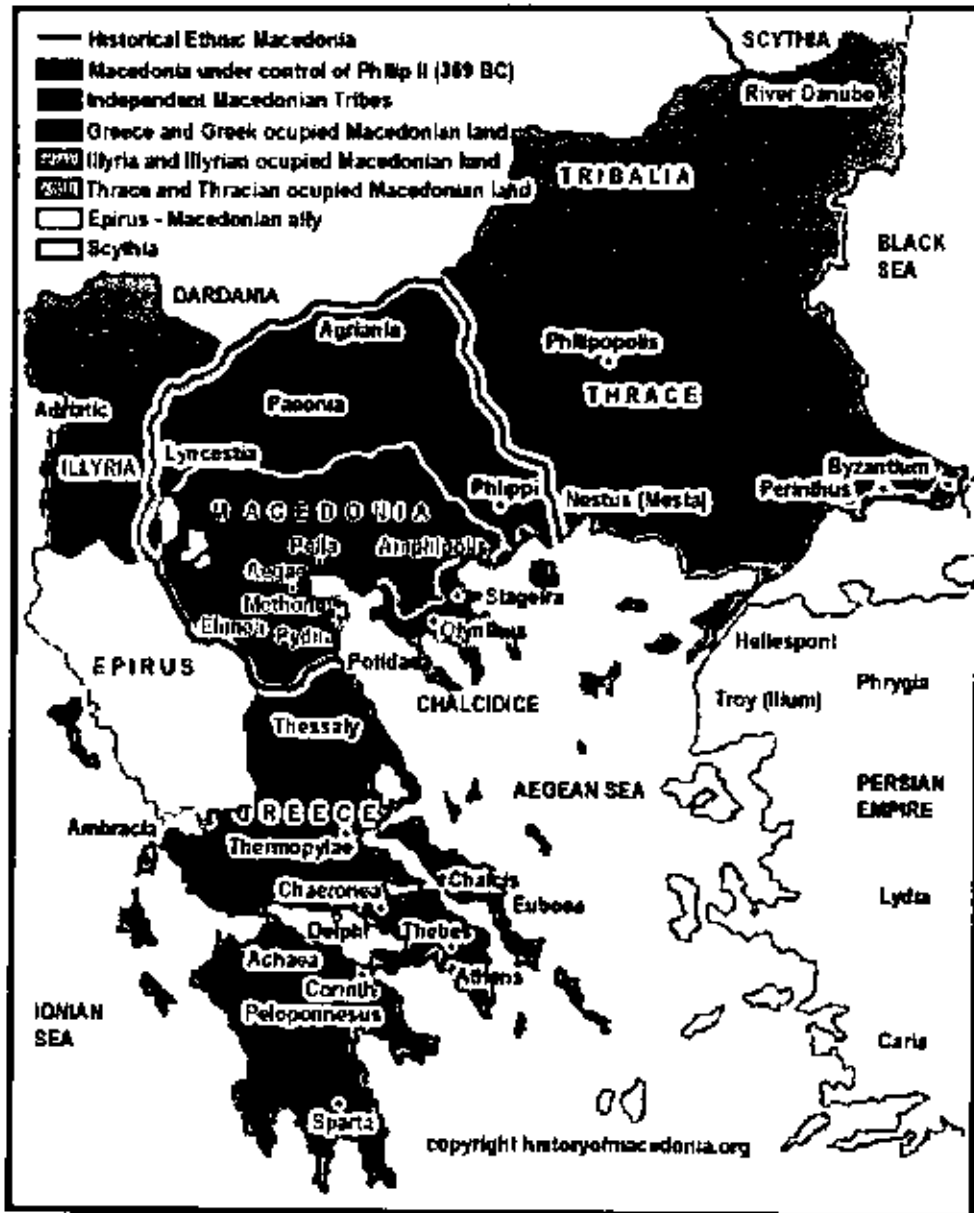 Historical Ethnic Macedonia
Macedonia under control of Philip II (359 BC)
Independent Macedonian Tribes
Greece and Greek ocupied Macedonian land
Illyria and Illyrian ocupied Macedonian land
Thrace and Thracian ocupied Macedonian land
Epirus - Macedonian ally
Scythia
SCYTHIA
River Danube
TRIBALIA
BLACK
SEA
DARDANIA
Agriania
Philipopolis
Paeonia
THRACE
Adriatic
Lyncestia
ILLYRIA
Byzantium
Perinthus
Philippi
Nestus (Mesta)
MACEDONIA
Pella
Amphipolis
Aegae
Methone
Stageira
Elimea
Pydna
Olynthus
Hellespont
EPIRUS
Potidaea
Phrygia
CHALCIDICE
Troy (Ilium)
Thessaly
AEGEAN SEA
PERSIAN
EMPIRE
GREECE
Ambracia
Thermopylae
Chalcis
Chaeronea
Lydia
Euboea
Delphi
Thebes
Achaea
Athens
Corinth
IONIAN
SEA
Peloponnesus
Caria
Sparta
copyright historyofmacedonia.org